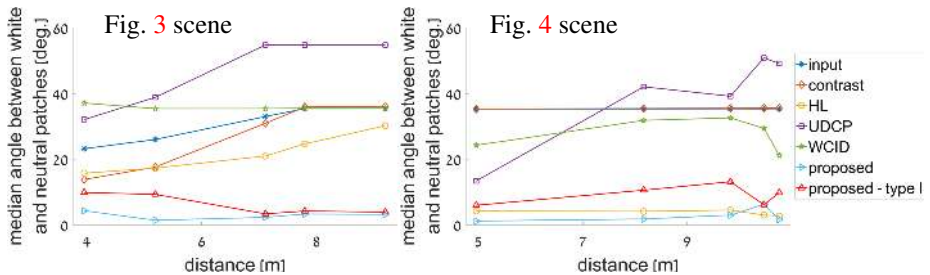 Fig. 3 scene
median angle between white
and neutral patches [deg.]
60
40
20
0
4
6
8
distance [m]
Fig. 4 scene
median angle between white
and neutral patches [deg.]
60
40
20
0
5
7
9
distance [m]
input
contrast
HL
UDCP
WCID
proposed
proposed - type I